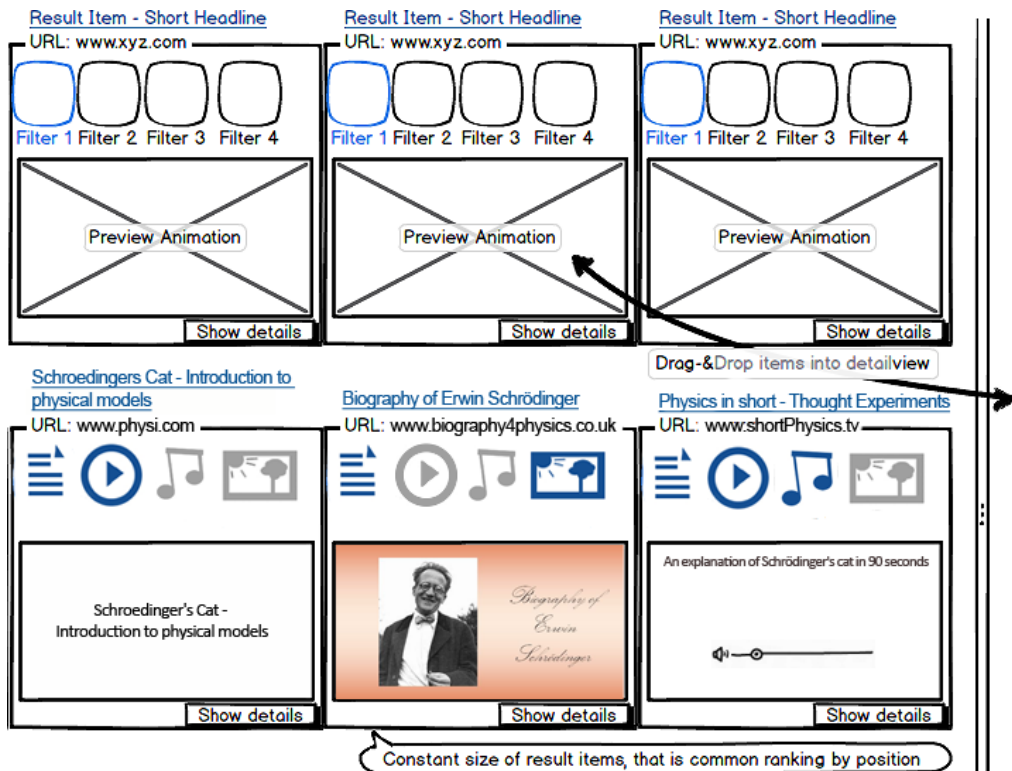 Result Item - Short Headline
Result Item - Short Headline
Result Item - Short Headline
URL: www.xyz.com
URL: www.xyz.com
URL: www.xyz.com
Filter 1 Filter 2 Filter 3 Filter 4
Filter 1 Filter 2 Filter 3 Filter 4
Filter 1 Filter 2 Filter 3 Filter 4
Preview Animation
Preview Animation
Preview Animation
Show details
Show details
Show details
Drag-&Drop items into detailview
Schroedingers Cat - Introduction to
physical models
URL: www.physi.com
Schroedinger's Cat -
Introduction to physical models
Show details
Biography of Erwin Schrödinger
URL: www.biography4physics.co.uk
Biography of
Erwin
Schrödinger
Show details
Physics in short - Thought Experiments
URL: www.shortPhysics.tv
An explanation of Schrödinger's cat in 90 seconds
Show details
Constant size of result items, that is common ranking by position